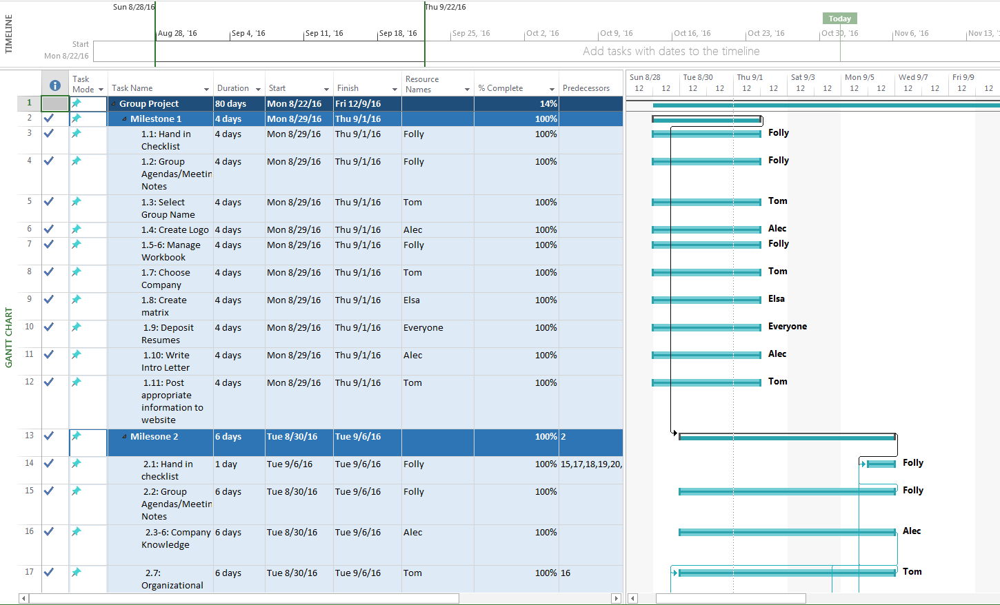 Sun 8/28/16 Thu 9/22/16
Today
TIMELINE
Aug 28, '16 Sep 4, '16 Sep 11, '16 Sep 18, '16 Sep 25, '16 Oct 2, '16 Oct 9, '16 Oct 16, '16 Oct 23, '16 Oct 30, '16 Nov 6, '16 Nov 13, '
Start
Mon 8/22/16
Add tasks with dates to the timeline
GANTT CHART
Task Mode Task Name Duration Start Finish Resource Names % Complete Predecessors
Sun 8/28 Tue 8/30 Thu 9/1 Sat 9/3 Mon 9/5 Wed 9/7 Fri 9/9
12 12 12 12 12 12 12 12 12 12 12 12 12 12
1 Group Project 80 days Mon 8/22/16 Fri 12/9/16 14%
2 Milestone 1 4 days Mon 8/29/16 Thu 9/1/16 100%
3 1.1: Hand in 4 days Mon 8/29/16 Thu 9/1/16 Folly 100% Folly
Checklist
4 1.2: Group 4 days Mon 8/29/16 Thu 9/1/16 Folly 100% Folly
Agendas/Meetin
Notes
5 1.3: Select 4 days Mon 8/29/16 Thu 9/1/16 Tom 100% Tom
Group Name
6 1.4: Create Logo 4 days Mon 8/29/16 Thu 9/1/16 Alec 100% Alec
7 1.5-6: Manage 4 days Mon 8/29/16 Thu 9/1/16 Folly 100% Folly
Workbook
8 1.7: Choose 4 days Mon 8/29/16 Thu 9/1/16 Tom 100% Tom
Company
9 1.8: Create 4 days Mon 8/29/16 Thu 9/1/16 Elsa 100% Elsa
matrix
10 1.9: Deposit 4 days Mon 8/29/16 Thu 9/1/16 Everyone 100% Everyone
Resumes
11 1.10: Write 4 days Mon 8/29/16 Thu 9/1/16 Alec 100% Alec
Intro Letter
12 1.11: Post 4 days Mon 8/29/16 Thu 9/1/16 Tom 100% Tom
appropriate
information to
website
13 Milesone 2 6 days Tue 8/30/16 Tue 9/6/16 100% 2
14 2.1: Hand in 1 day Tue 9/6/16 Tue 9/6/16 Folly 100% 15,17,18,19,20, Folly
checklist
15 2.2: Group 6 days Tue 8/30/16 Tue 9/6/16 Folly 100% Folly
Agendas/Meetin
Notes
16 2.3-6: Company 6 days Tue 8/30/16 Tue 9/6/16 Alec 100% Alec
Knowledge
17 2.7: 6 days Tue 8/30/16 Tue 9/6/16 Tom 100% 16 Tom
Organizational